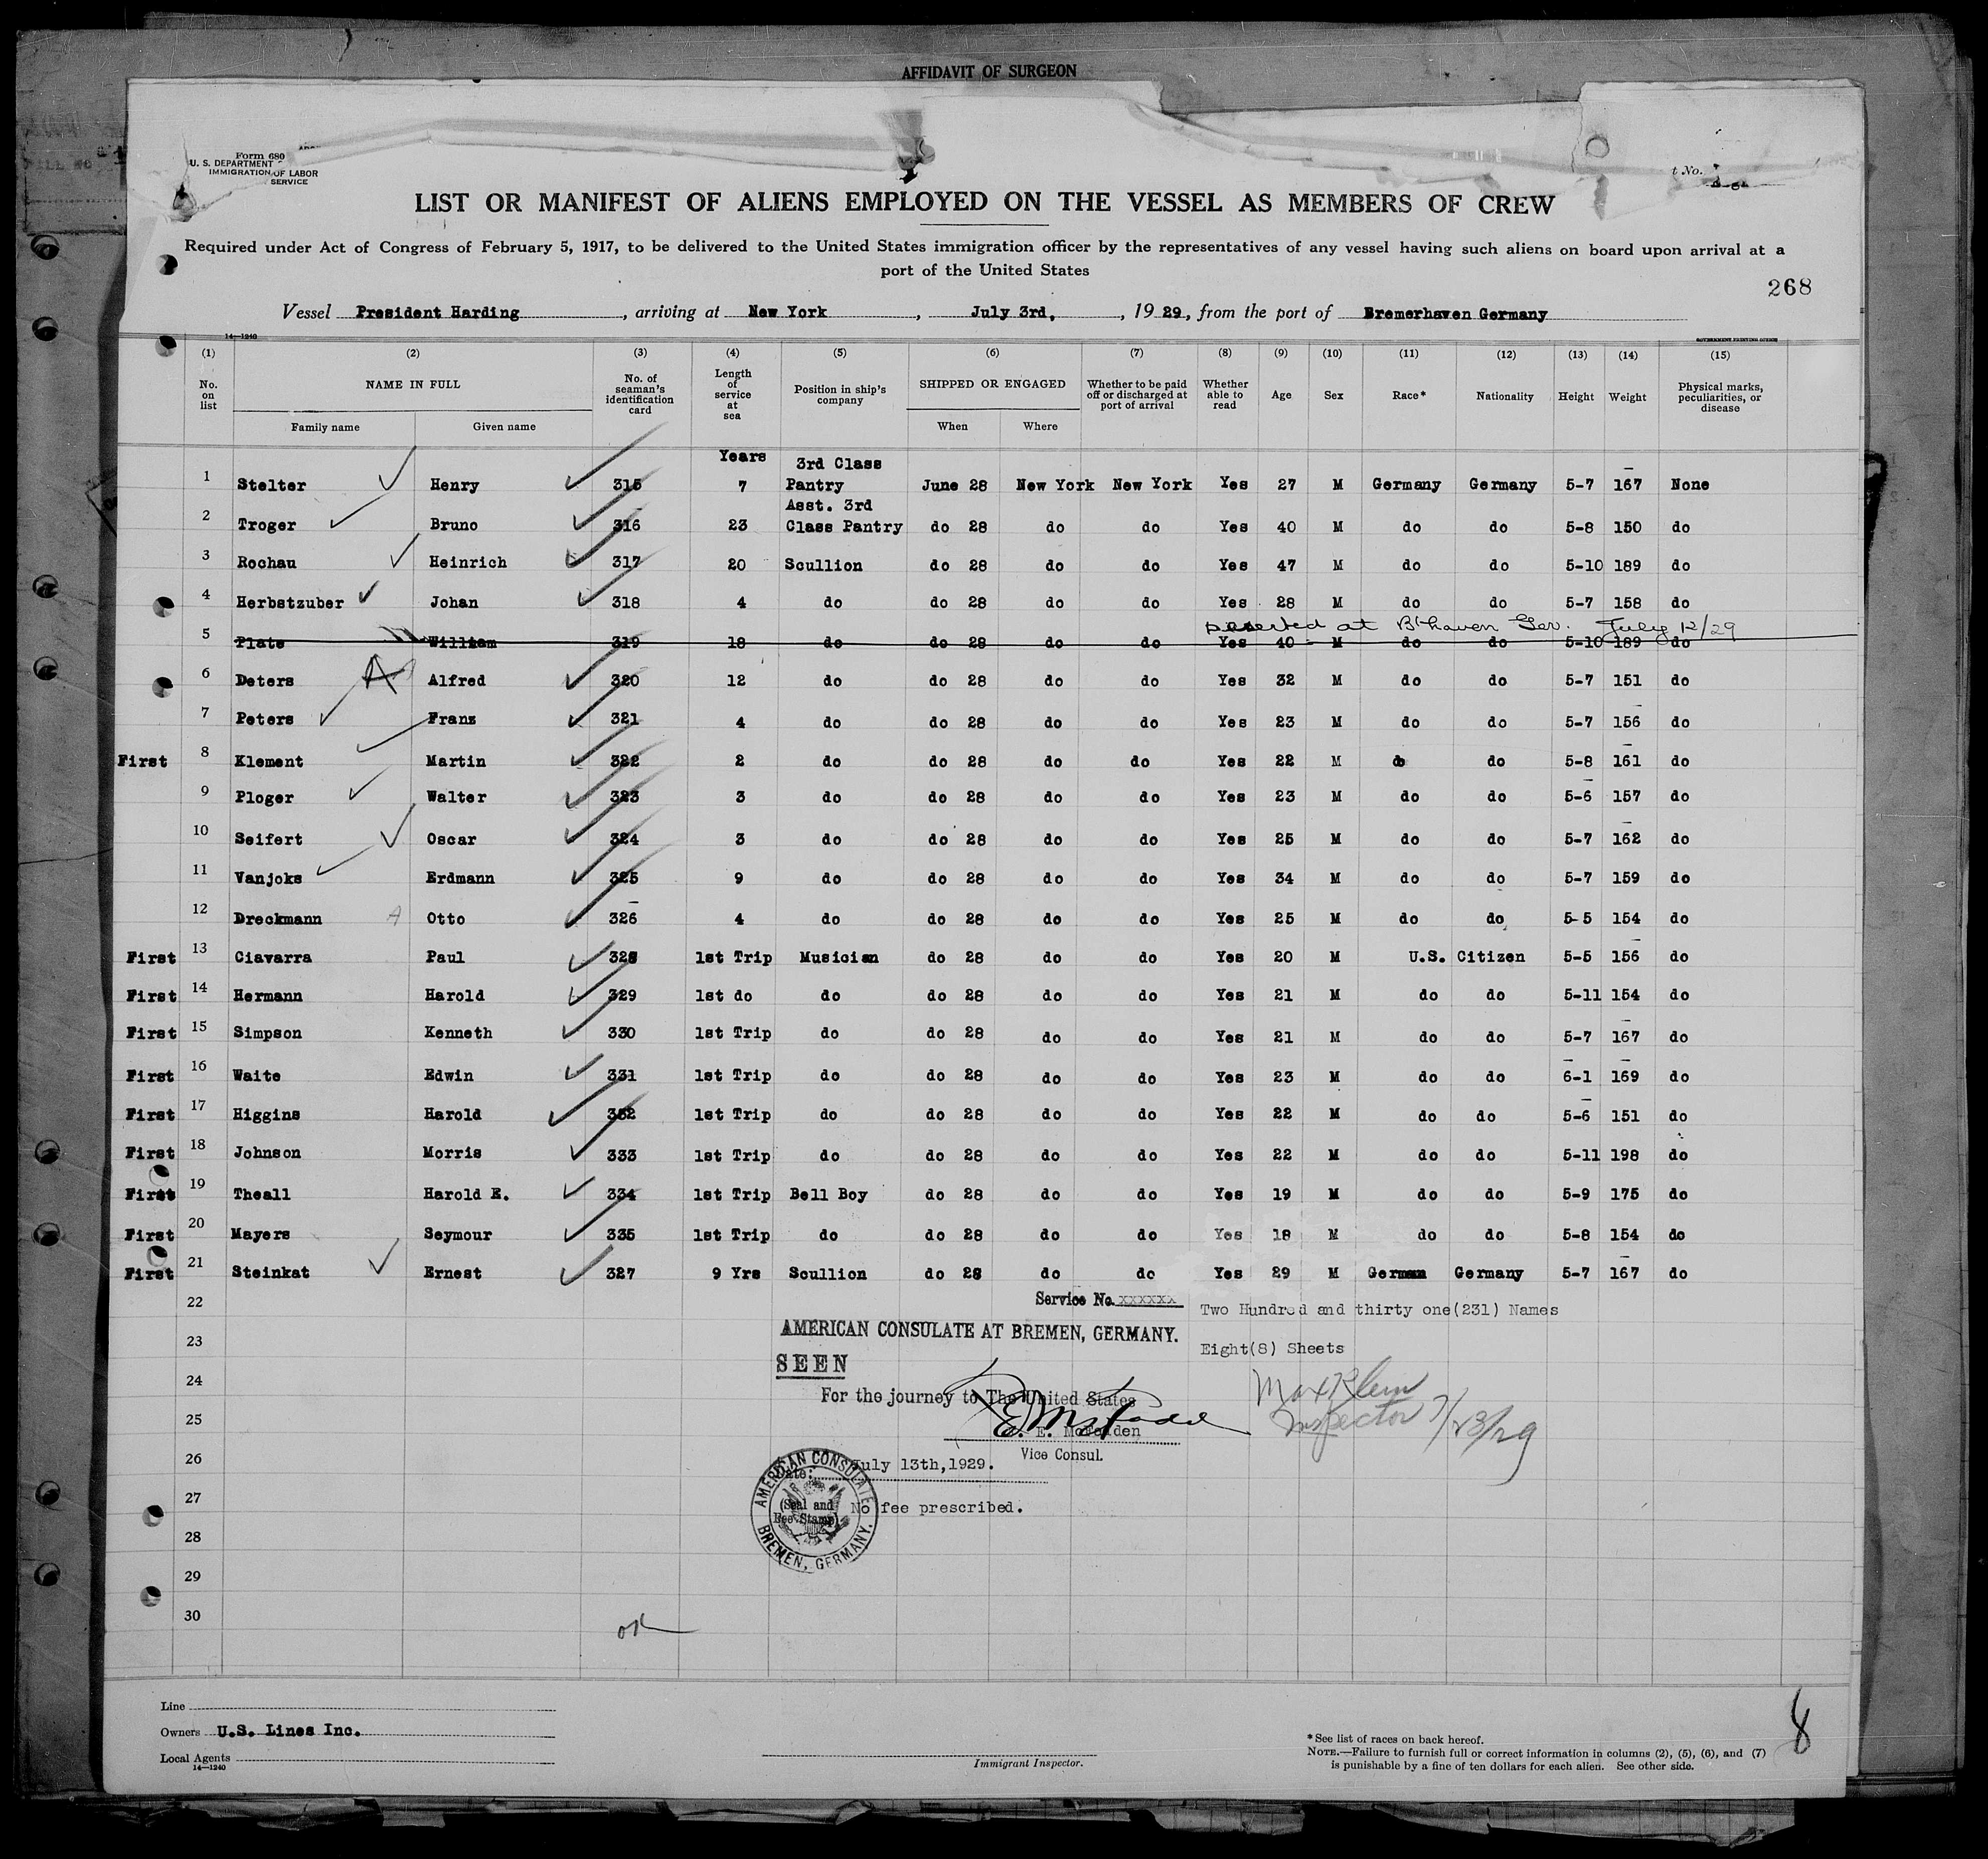 AFFIDAVIT OF SURGEON
Form 680
U. S. DEPARTMENT OF LABOR
IMMIGRATION SERVICE
t No.
LIST OR MANIFEST OF ALIENS EMPLOYED ON THE VESSEL AS MEMBERS OF CREW
Required under Act of Congress of February 5, 1917, to be delivered to the United States immigration officer by the representatives of any vessel having such aliens on board upon arrival at a
port of the United States
268
Vessel President Harding, arriving at New York, July 3rd, 1929, from the port of Bremerhaven Germany
14—1240 GOVERNMENT PRINTING OFFICE
(1) (2) (3) (4) (5) (6) (7) (8) (9) (10) (11) (12) (13) (14) (15)
No. on list NAME IN FULL Family name Given name No. of seaman's identification card Length of service at sea Position in ship's company SHIPPED OR ENGAGED When Where Whether to be paid off or discharged at port of arrival Whether able to read Age Sex Race* Nationality Height Weight Physical marks, peculiarities, or disease
Years 3rd Class
1 Stelter Henry 315 7 Pantry June 28 New York New York Yes 27 M Germany Germany 5-7 167 None
Asst. 3rd
2 Troger Bruno 316 23 Class Pantry do 28 do do Yes 40 M do do 5-8 150 do
3 Rochau Heinrich 317 20 Scullion do 28 do do Yes 47 M do do 5-10 189 do
4 Herbstzuber Johan 318 4 do do 28 do do Yes 28 M do do 5-7 158 do
Deserted at B'haven Ger. July 12/29
5 Plate William 319 18 do do 28 do do Yes 40 M do do 5-10 189 do
6 Deters A Alfred 320 12 do do 28 do do Yes 32 M do do 5-7 151 do
7 Peters Franz 321 4 do do 28 do do Yes 23 M do do 5-7 156 do
First 8 Klement Martin 322 2 do do 28 do do Yes 22 M do do 5-8 161 do
9 Ploger Walter 323 3 do do 28 do do Yes 23 M do do 5-6 157 do
10 Seifert Oscar 324 3 do do 28 do do Yes 25 M do do 5-7 162 do
11 Vanjoks Erdmann 325 9 do do 28 do do Yes 34 M do do 5-7 159 do
12 Dreckmann A Otto 326 4 do do 28 do do Yes 25 M do do 5-5 154 do
First 13 Ciavarra Paul 328 1st Trip Musician do 28 do do Yes 20 M U.S. Citizen 5-5 156 do
First 14 Hermann Harold 329 1st do do do 28 do do Yes 21 M do do 5-11 154 do
First 15 Simpson Kenneth 330 1st Trip do do 28 do do Yes 21 M do do 5-7 167 do
First 16 Waite Edwin 331 1st Trip do do 28 do do Yes 23 M do do 6-1 169 do
First 17 Higgins Harold 332 1st Trip do do 28 do do Yes 22 M do do 5-6 151 do
First 18 Johnson Morris 333 1st Trip do do 28 do do Yes 22 M do do 5-11 198 do
First 19 Theall Harold E. 334 1st Trip Bell Boy do 28 do do Yes 19 M do do 5-9 175 do
First 20 Mayers Seymour 335 1st Trip do do 28 do do Yes 18 M do do 5-8 154 do
First 21 Steinkat Ernest 327 9 Yrs Scullion do 28 do do Yes 29 M German Germany 5-7 167 do
22 Service No. xxxxxx Two Hundred and thirty one(231) Names
23 AMERICAN CONSULATE AT BREMEN, GERMANY. Eight(8) Sheets
SEEN
24 For the journey to The United States Max Klein
25 E. McFadden Inspector 7/23/29
Vice Consul.
26 Date: July 13th, 1929.
27 (Seal and Fee Stamp) No fee prescribed.
AMERICAN CONSULATE BREMEN, GERMANY.
28
29
30
OK
Line
Owners U.S. Lines Inc.
Local Agents
14—1240
Immigrant Inspector.
*See list of races on back hereof.
NOTE.—Failure to furnish full or correct information in columns (2), (5), (6), and (7)
is punishable by a fine of ten dollars for each alien. See other side.
8